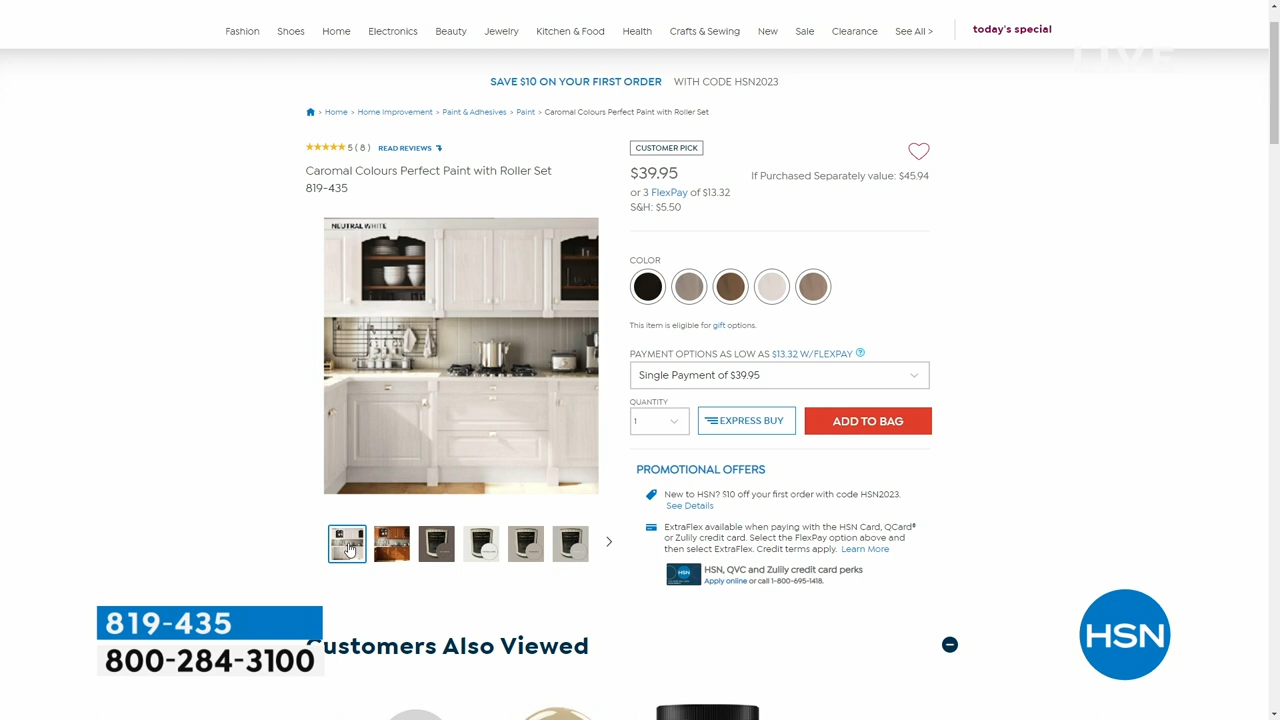 Fashion Shoes Home Electronics Beauty Jewelry Kitchen & Food Health Crafts & Sewing New Sale Clearance See All > today's special
LIVE
SAVE $10 ON YOUR FIRST ORDER WITH CODE HSN2023
Home > Home Improvement > Paint & Adhesives > Paint > Caromal Colours Perfect Paint with Roller Set
5 ( 8 ) READ REVIEWS
Caromal Colours Perfect Paint with Roller Set
819-435
NEUTRAL WHITE
CUSTOMER PICK
$39.95
If Purchased Separately value: $45.94
or 3 FlexPay of $13.32
S&H: $5.50
COLOR
This item is eligible for gift options.
PAYMENT OPTIONS AS LOW AS $13.32 W/FLEXPAY ?
Single Payment of $39.95
QUANTITY
1
EXPRESS BUY
ADD TO BAG
PROMOTIONAL OFFERS
New to HSN? $10 off your first order with code HSN2023.
See Details
ExtraFlex available when paying with the HSN Card, QCard®
or Zulily credit card. Select the FlexPay option above and
then select ExtraFlex. Credit terms apply. Learn More
HSN
HSN, QVC and Zulily credit card perks
Apply online or call 1-800-695-1418.
819-435
800-284-3100
Customers Also Viewed
HSN